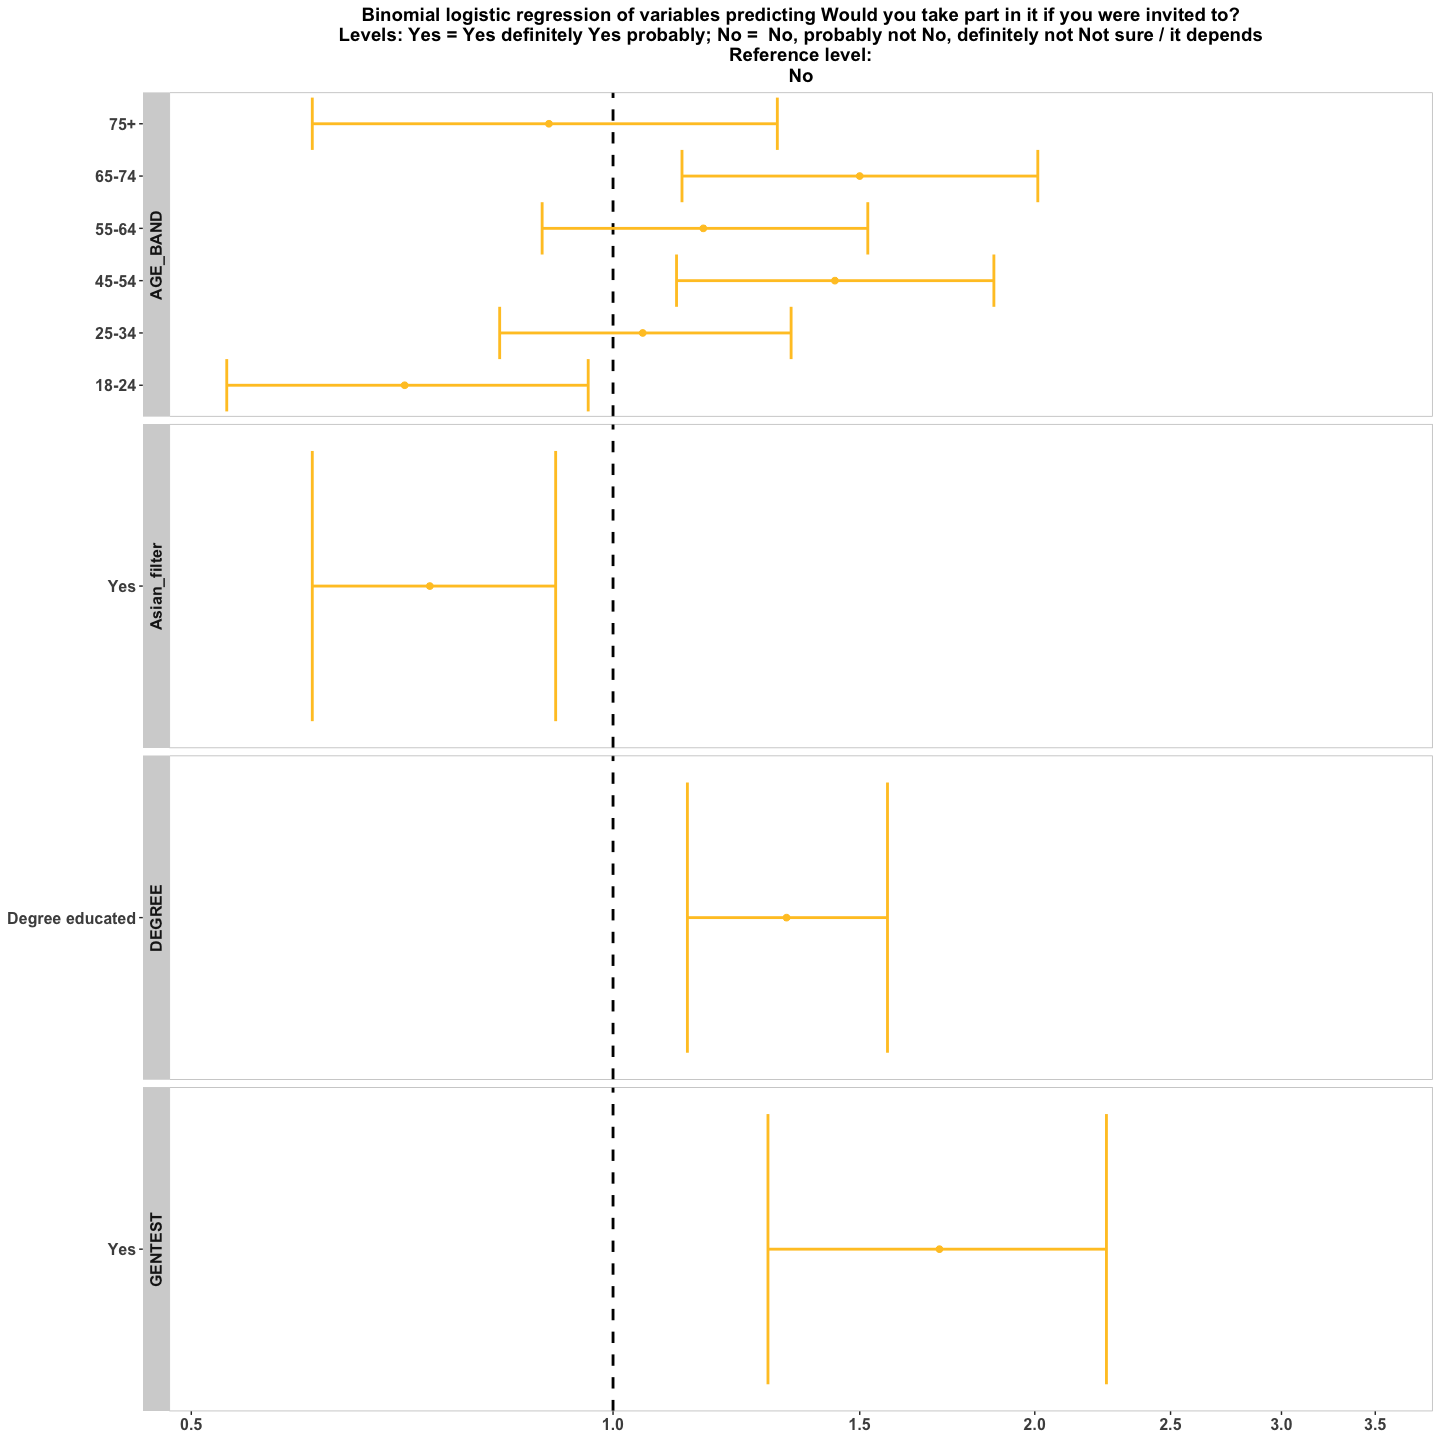 Binomial logistic regression of variables predicting Would you take part in it if you were invited to?
Levels: Yes = Yes definitely Yes probably; No =  No, probably not No, definitely not Not sure / it depends
Reference level:
No
AGE_BAND
75+
65-74
55-64
45-54
25-34
18-24
Asian_filter
Yes
DEGREE
Degree educated
GENTEST
Yes
0.5 1.0 1.5 2.0 2.5 3.0 3.5